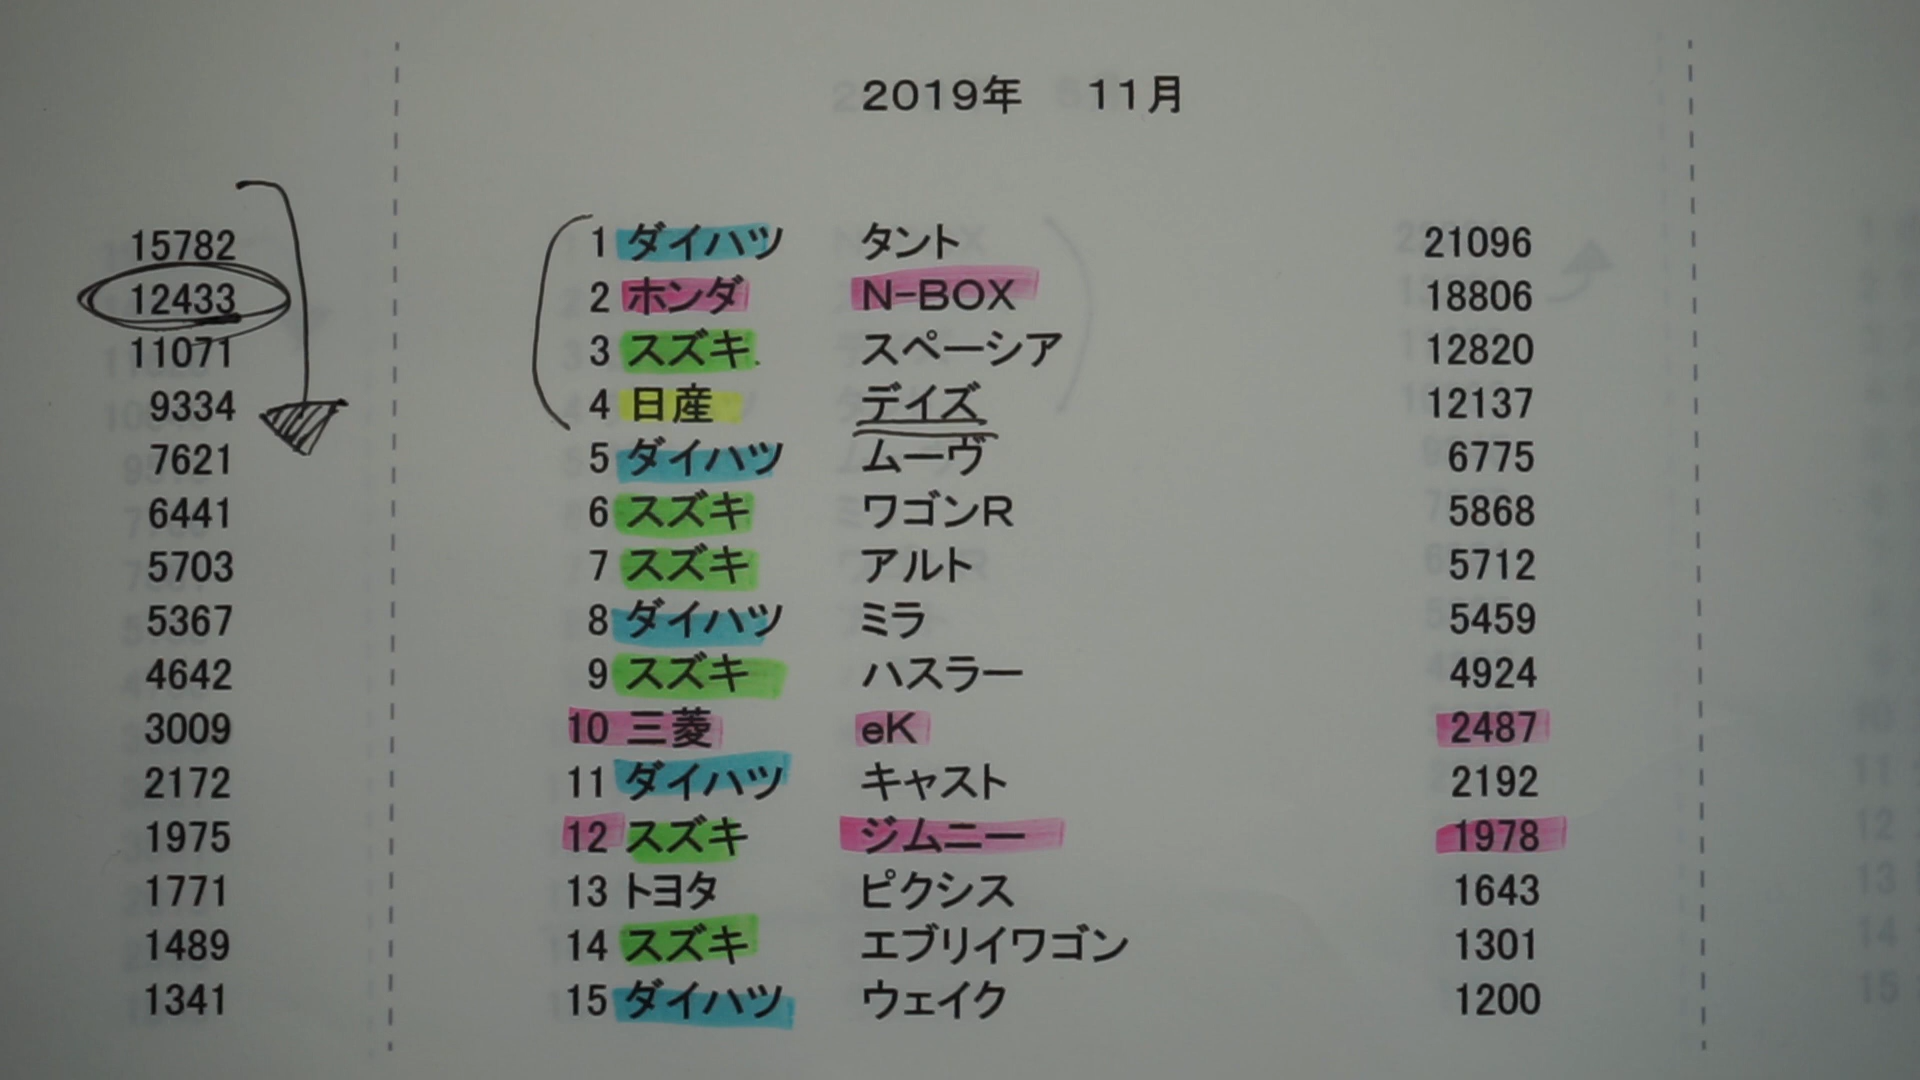 2019年 11月
15782 1 ダイハツ タント 21096
12433 2 ホンダ N-BOX 18806
11071 3 スズキ スペーシア 12820
9334 4 日産 デイズ 12137
7621 5 ダイハツ ムーヴ 6775
6441 6 スズキ ワゴンR 5868
5703 7 スズキ アルト 5712
5367 8 ダイハツ ミラ 5459
4642 9 スズキ ハスラー 4924
3009 10 三菱 eK 2487
2172 11 ダイハツ キャスト 2192
1975 12 スズキ ジムニー 1978
1771 13 トヨタ ピクシス 1643
1489 14 スズキ エブリイワゴン 1301
1341 15 ダイハツ ウェイク 1200